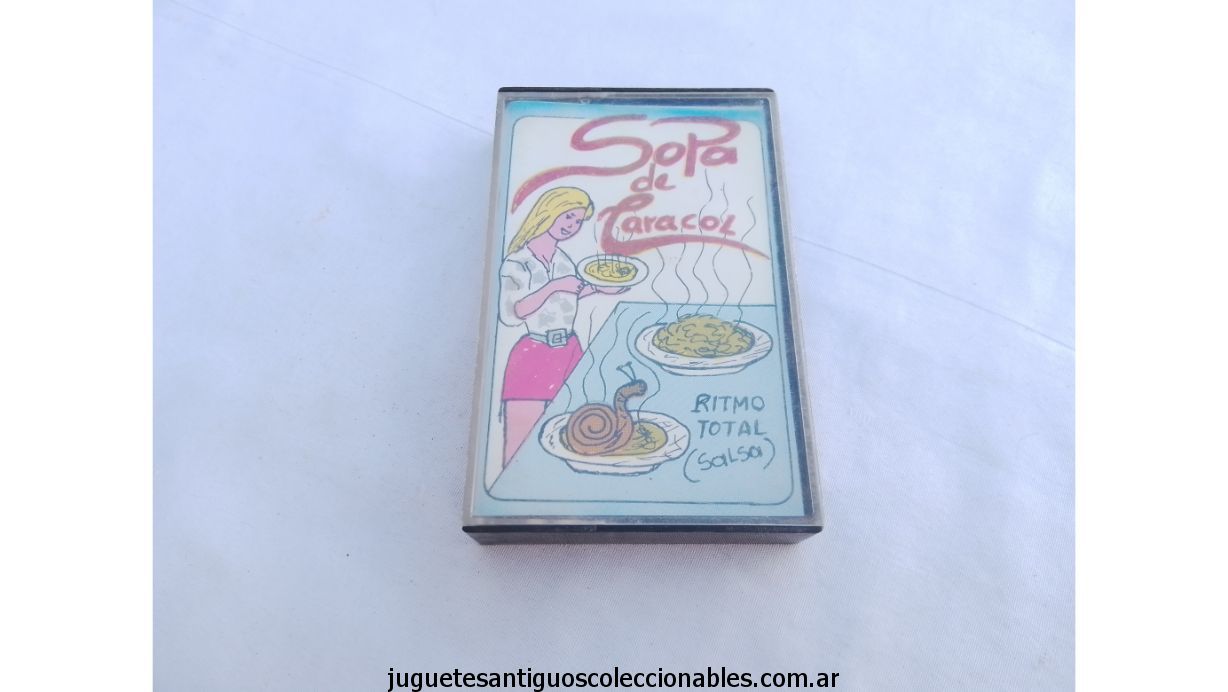 Sopa
de
Caracol
RITMO
TOTAL
(SALSA)
juguetesantiguoscoleccionables.com.ar